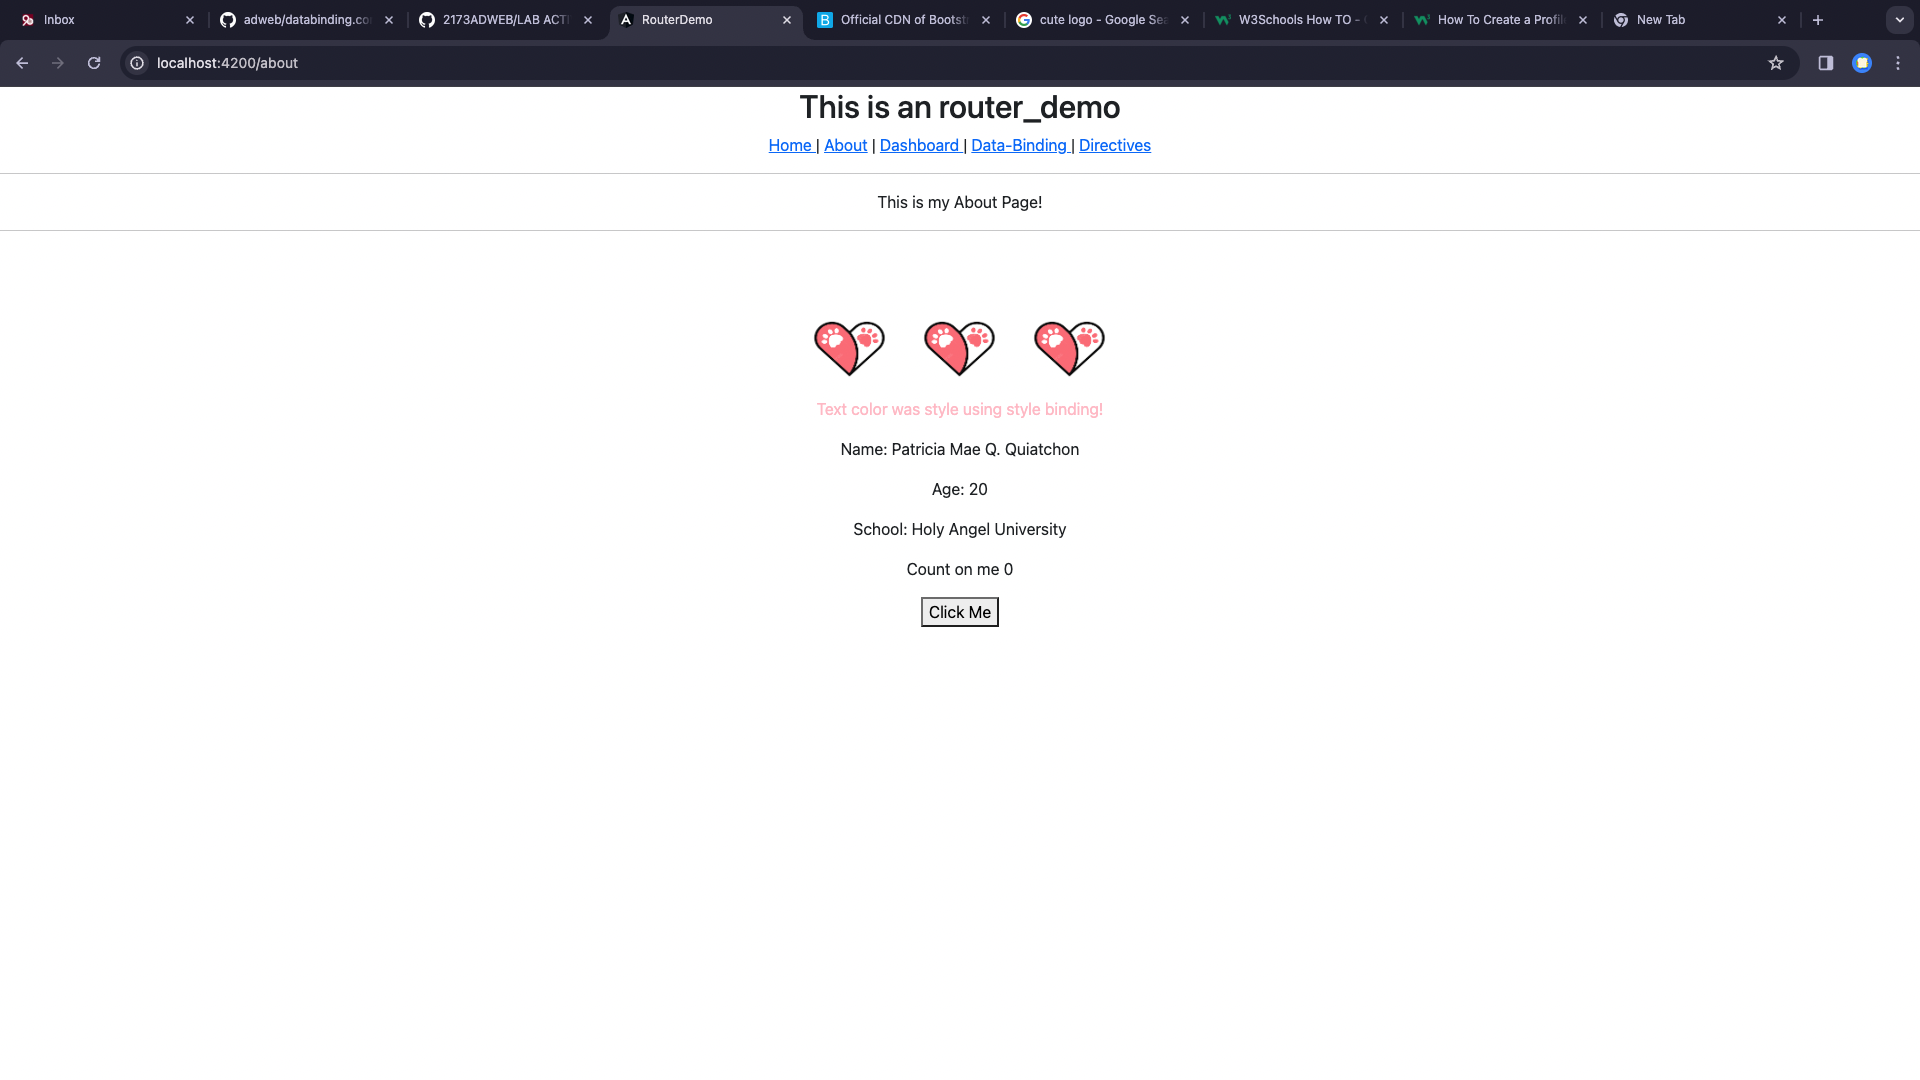 Inbox
adweb/databinding.co
2173ADWEB/LAB ACT
RouterDemo
Official CDN of Bootst
cute logo - Google Sea
W3Schools How TO -
How To Create a Profil
New Tab
localhost:4200/about
This is an router_demo
Home | About | Dashboard | Data-Binding | Directives
This is my About Page!
Text color was style using style binding!
Name: Patricia Mae Q. Quiatchon
Age: 20
School: Holy Angel University
Count on me 0
Click Me